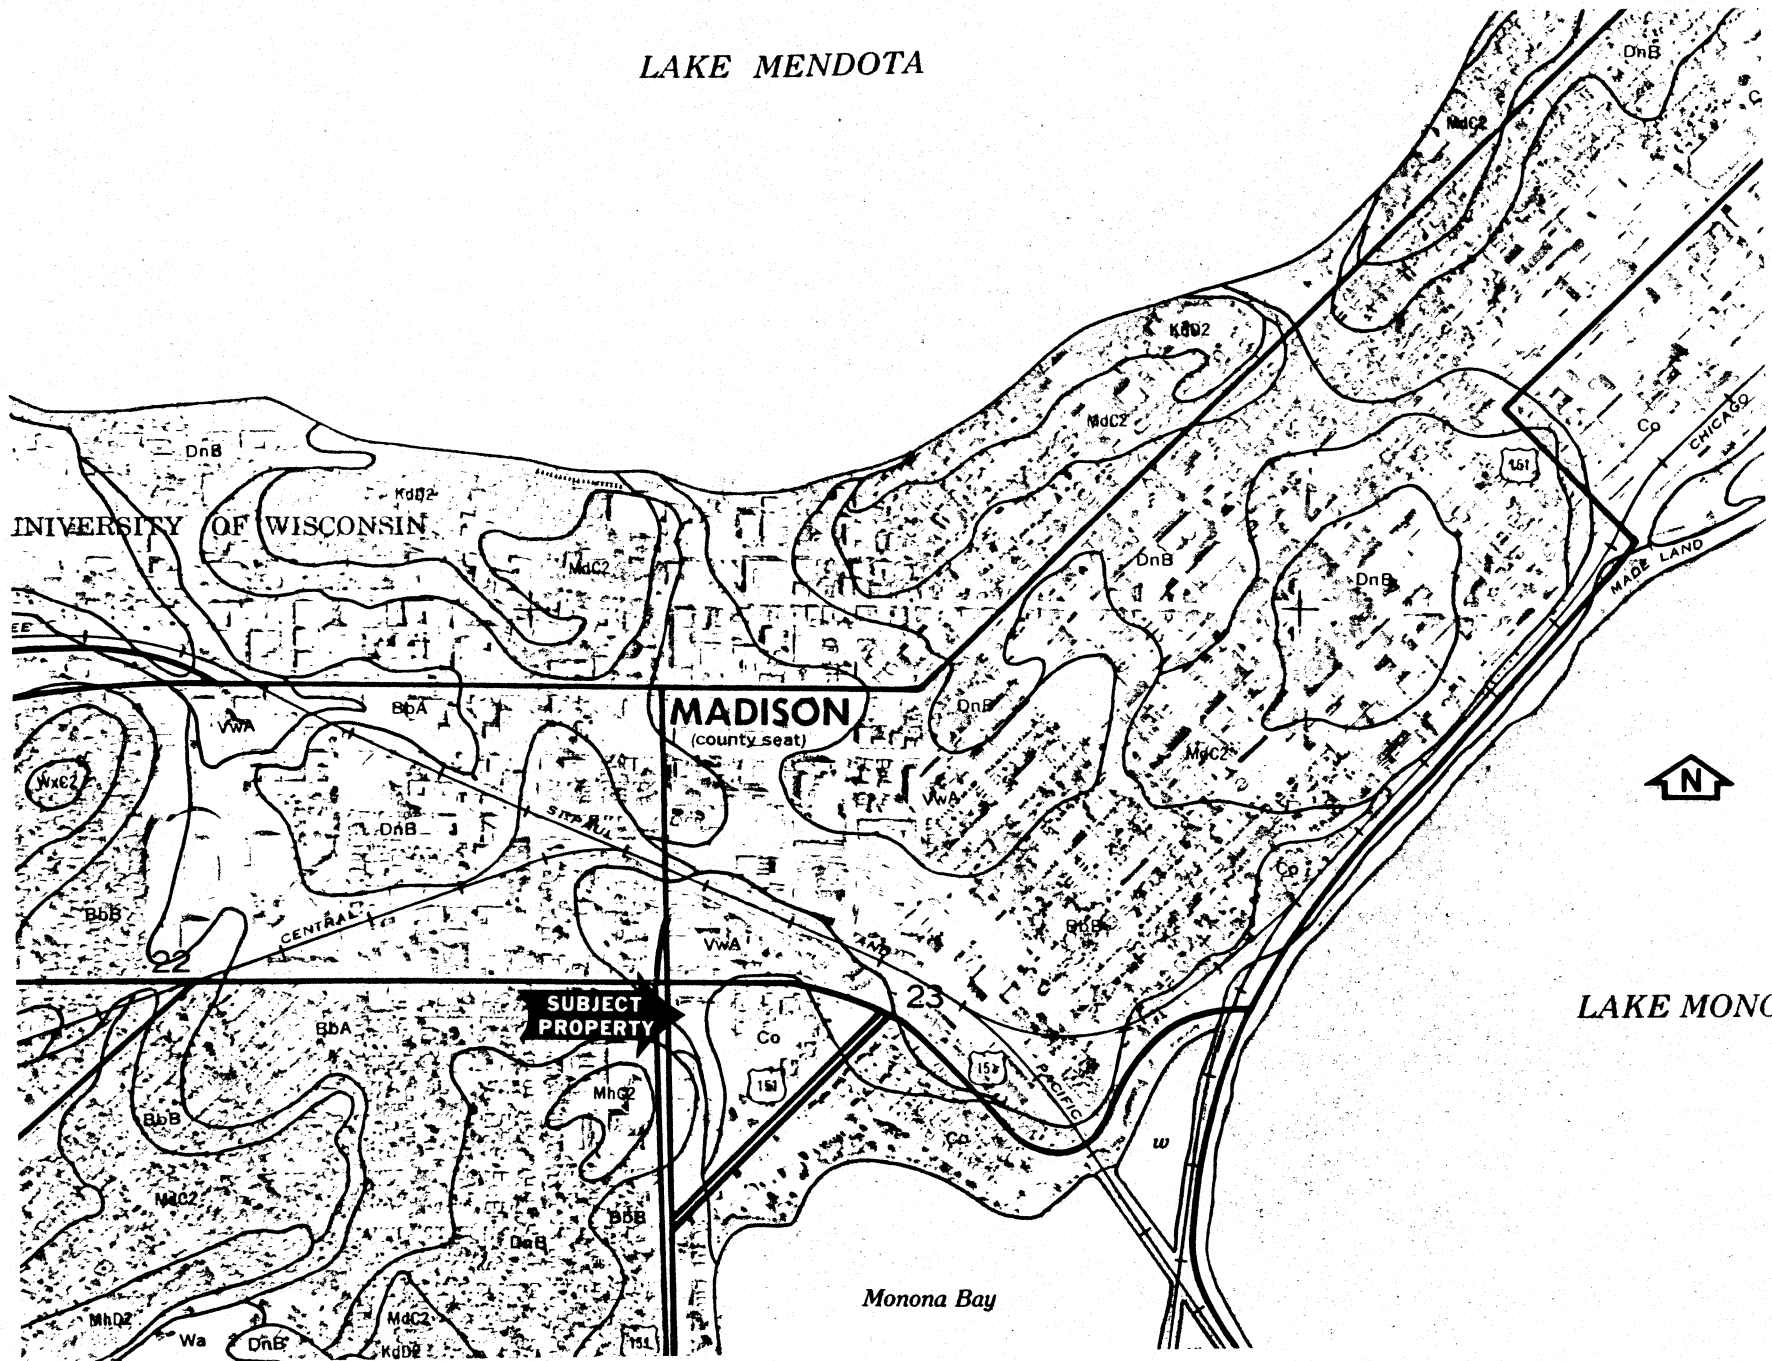 LAKE MENDOTA
DnB
C
MdC2
KdD2
MdC2
Co
CHICAGO
151
DnB
KdD2
UNIVERSITY OF WISCONSIN
MdC2
DnB
DnB
MADE LAND
EE
BbA
VwA
MADISON
(county seat)
DnB
MdC2
N
WxC2
VwA
ST PAUL
DnB
Co
BbB
CENTRAL
BbB
VwA
AND
22
23
SUBJECT
PROPERTY
LAKE MONO
BbA
Co
151
151
PACIFIC
MhC2
BbB
w
Co
MdC2
BbB
DnB
Monona Bay
MhD2
MdC2
Wa
DnB
KdD2
151